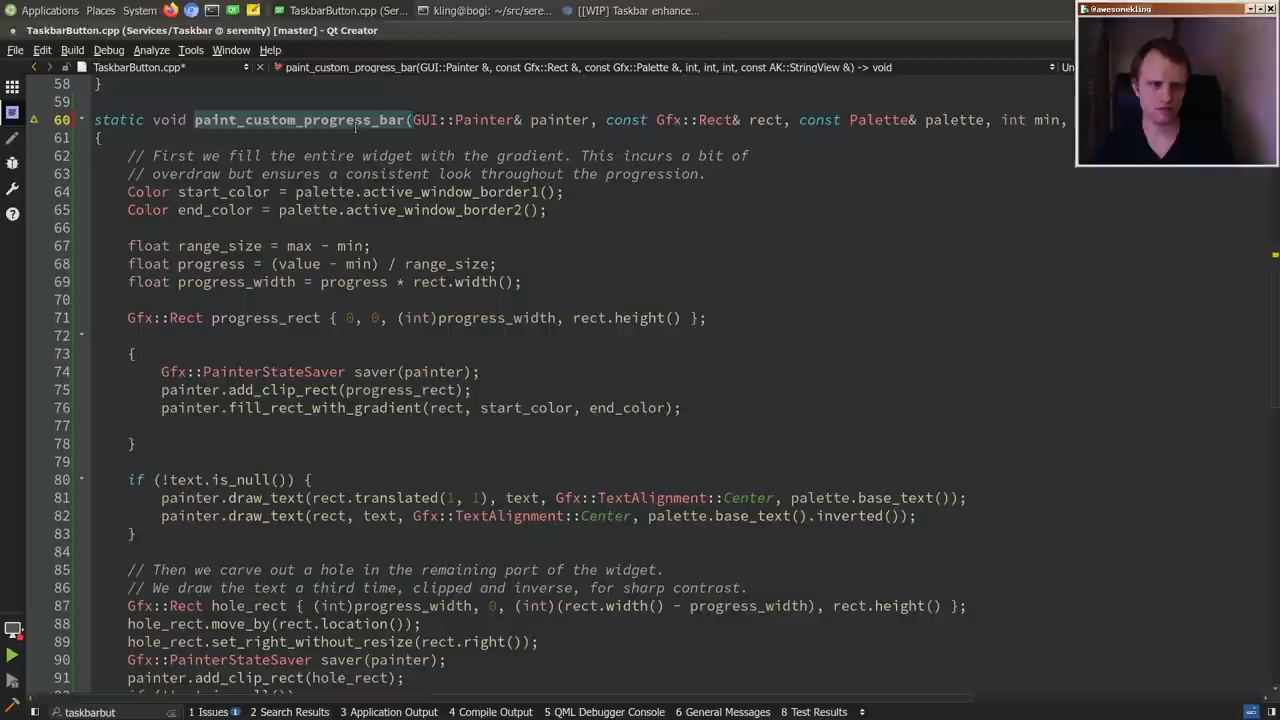 Applications Places System TaskbarButton.cpp (Ser... kling@bogi: ~/src/sere... [[WIP] Taskbar enhance...
@awesomekling
TaskbarButton.cpp (Services/Taskbar @ serenity) [master] - Qt Creator
File Edit Build Debug Analyze Tools Window Help
TaskbarButton.cpp* paint_custom_progress_bar(GUI::Painter &, const Gfx::Rect &, const Gfx::Palette &, int, int, int, const AK::StringView &) -> void Un
58 }
59
60 static void paint_custom_progress_bar(GUI::Painter& painter, const Gfx::Rect& rect, const Palette& palette, int min,
61 {
62 // First we fill the entire widget with the gradient. This incurs a bit of
63 // overdraw but ensures a consistent look throughout the progression.
64 Color start_color = palette.active_window_border1();
65 Color end_color = palette.active_window_border2();
66
67 float range_size = max - min;
68 float progress = (value - min) / range_size;
69 float progress_width = progress * rect.width();
70
71 Gfx::Rect progress_rect { 0, 0, (int)progress_width, rect.height() };
72
73 {
74 Gfx::PainterStateSaver saver(painter);
75 painter.add_clip_rect(progress_rect);
76 painter.fill_rect_with_gradient(rect, start_color, end_color);
77
78 }
79
80 if (!text.is_null()) {
81 painter.draw_text(rect.translated(1, 1), text, Gfx::TextAlignment::Center, palette.base_text());
82 painter.draw_text(rect, text, Gfx::TextAlignment::Center, palette.base_text().inverted());
83 }
84
85 // Then we carve out a hole in the remaining part of the widget.
86 // We draw the text a third time, clipped and inverse, for sharp contrast.
87 Gfx::Rect hole_rect { (int)progress_width, 0, (int)(rect.width() - progress_width), rect.height() };
88 hole_rect.move_by(rect.location());
89 hole_rect.set_right_without_resize(rect.right());
90 Gfx::PainterStateSaver saver(painter);
91 painter.add_clip_rect(hole_rect);
taskbarbut 1 Issues 1 2 Search Results 3 Application Output 4 Compile Output 5 QML Debugger Console 6 General Messages 8 Test Results